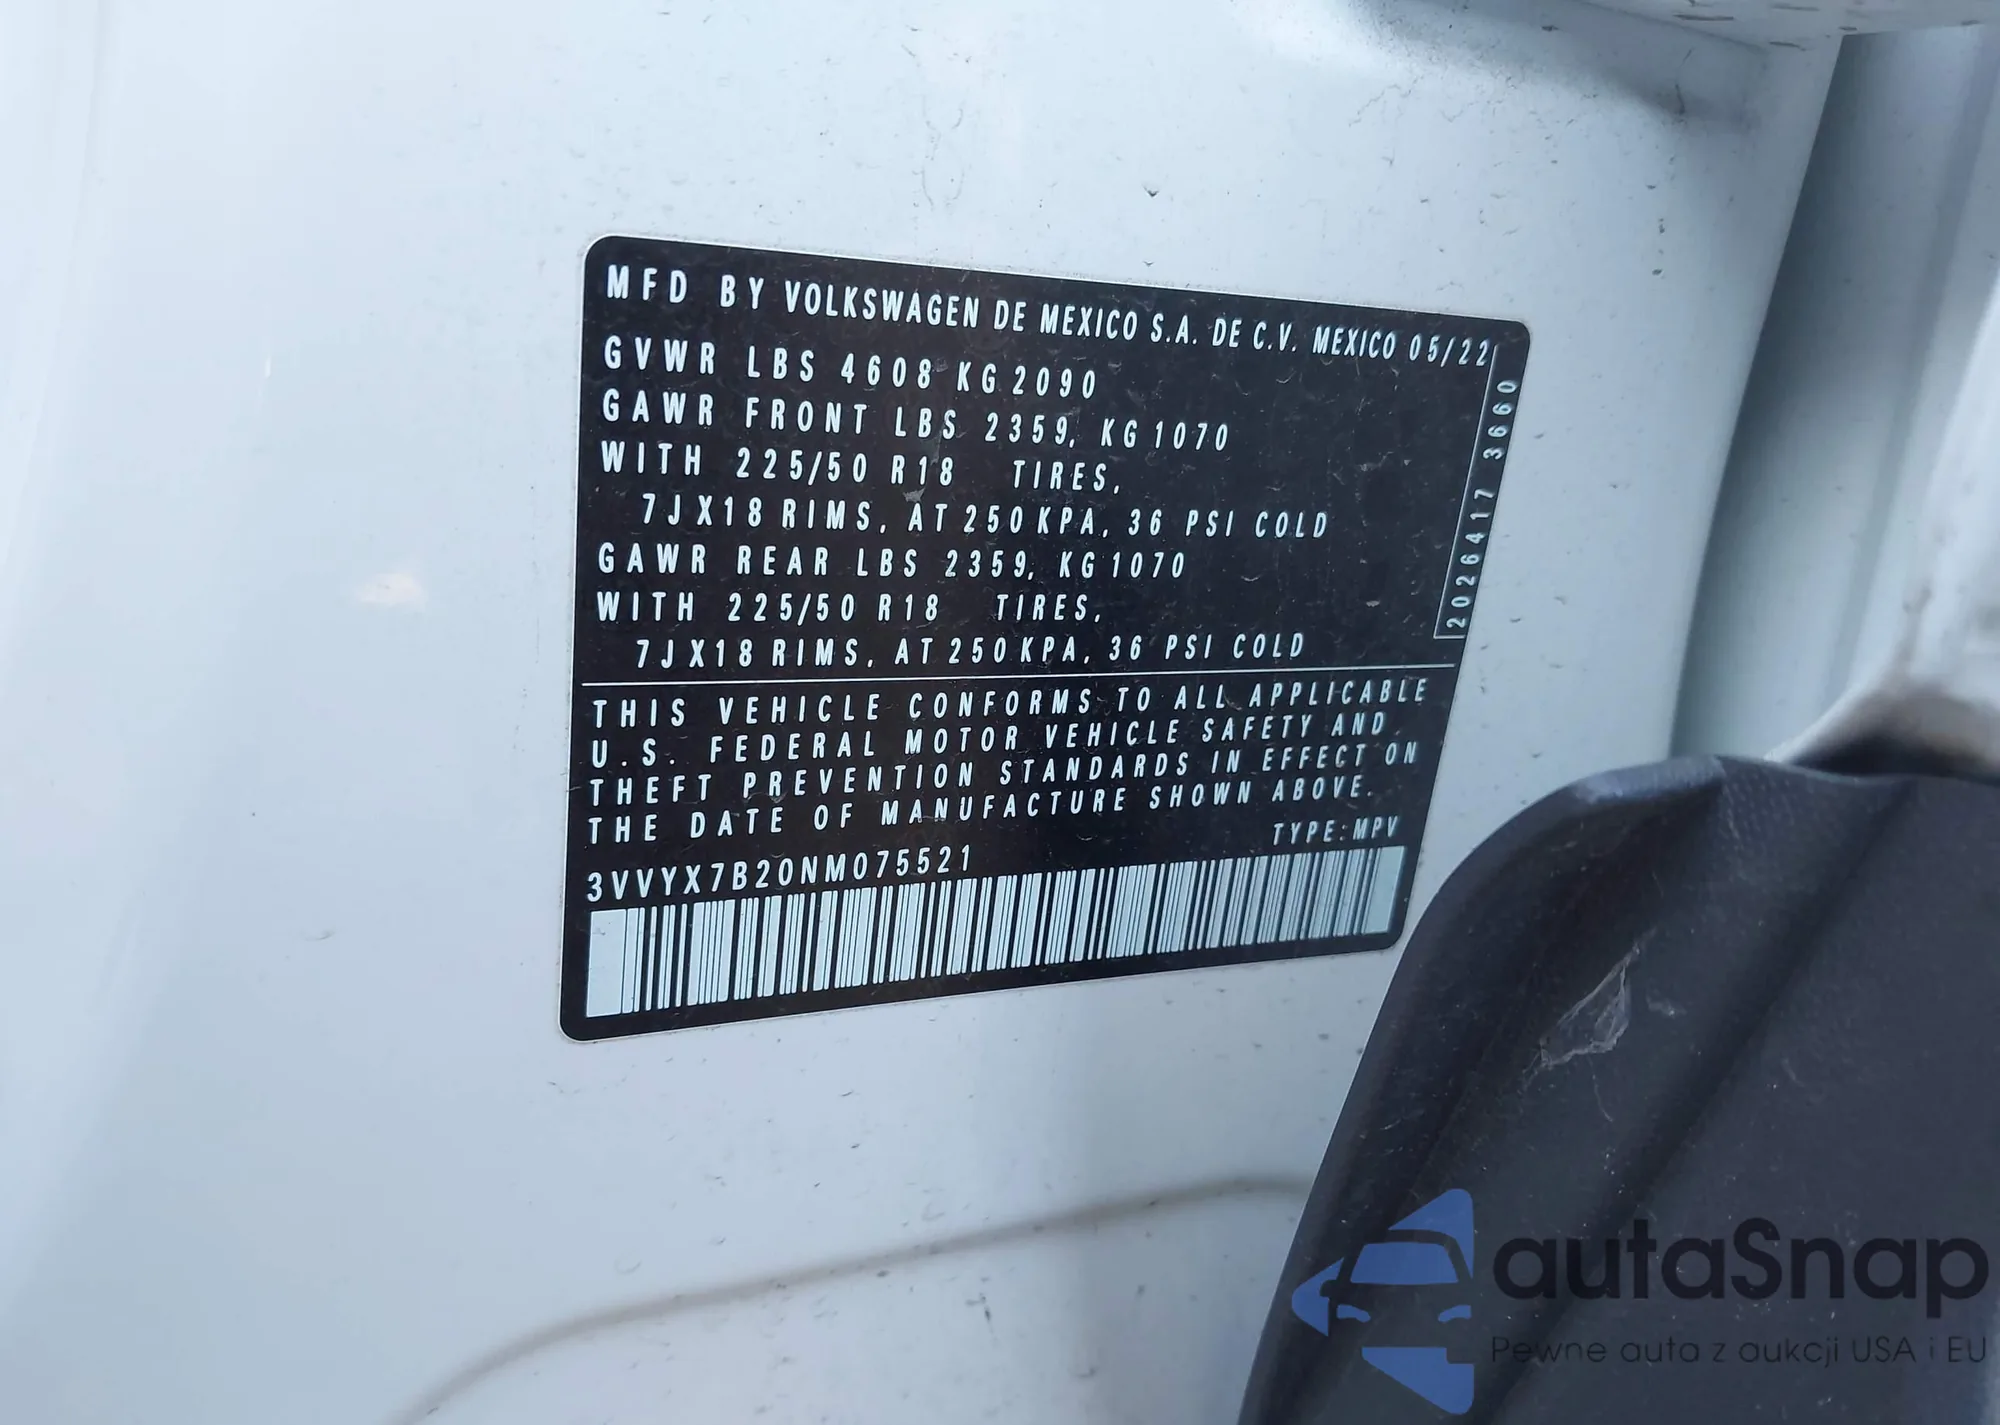 MFD BY VOLKSWAGEN DE MEXICO S.A. DE C.V. MEXICO 05/22
GVWR LBS 4608 KG 2090
GAWR FRONT LBS 2359, KG 1070
WITH 225/50 R18 TIRES,
7JX18 RIMS, AT 250 KPA, 36 PSI COLD
GAWR REAR LBS 2359, KG 1070
WITH 225/50 R18 TIRES,
7JX18 RIMS, AT 250 KPA, 36 PSI COLD
2026417 3660
THIS VEHICLE CONFORMS TO ALL APPLICABLE
U.S. FEDERAL MOTOR VEHICLE SAFETY AND
THEFT PREVENTION STANDARDS IN EFFECT ON
THE DATE OF MANUFACTURE SHOWN ABOVE.
TYPE:MPV
3VVYX7B20NM075521
autaSnap
Pewne auta z aukcji USA i EU